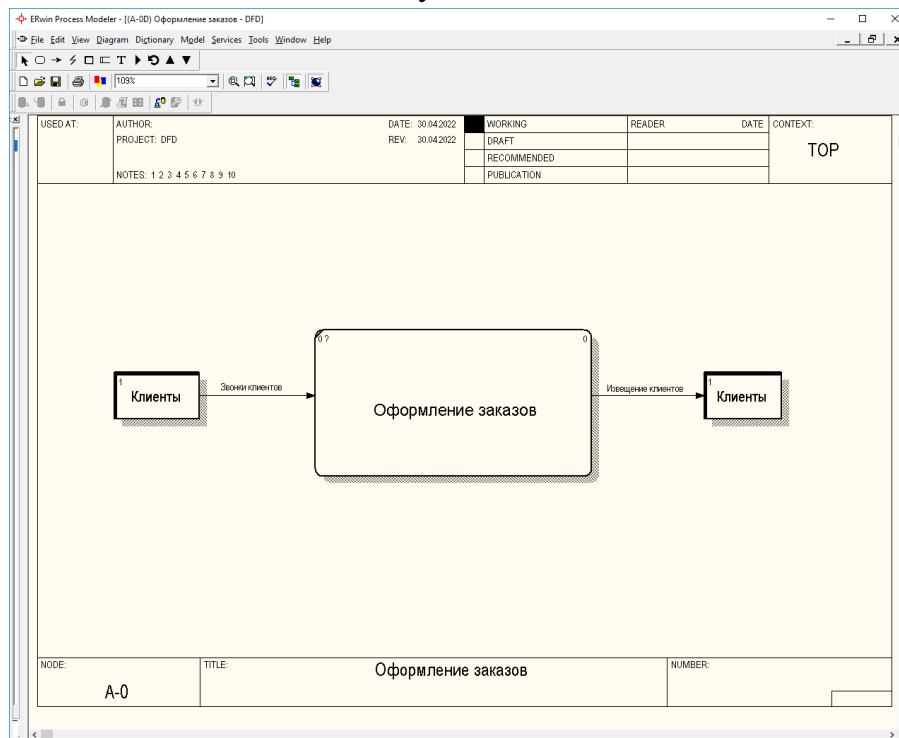 у
ERwin Process Modeler - [(A-0D) Оформление заказов - DFD]
File Edit View Diagram Dictionary Model Services Tools Window Help
109%
USED AT: AUTHOR: DATE: 30.04.2022 WORKING READER DATE CONTEXT:
PROJECT: DFD REV: 30.04.2022 DRAFT
TOP
RECOMMENDED
NOTES: 1 2 3 4 5 6 7 8 9 10 PUBLICATION
0 ? 0
1 Клиенты
Звонки клиентов
Оформление заказов
Извещение клиентов
1 Клиенты
NODE: TITLE: Оформление заказов NUMBER:
A-0